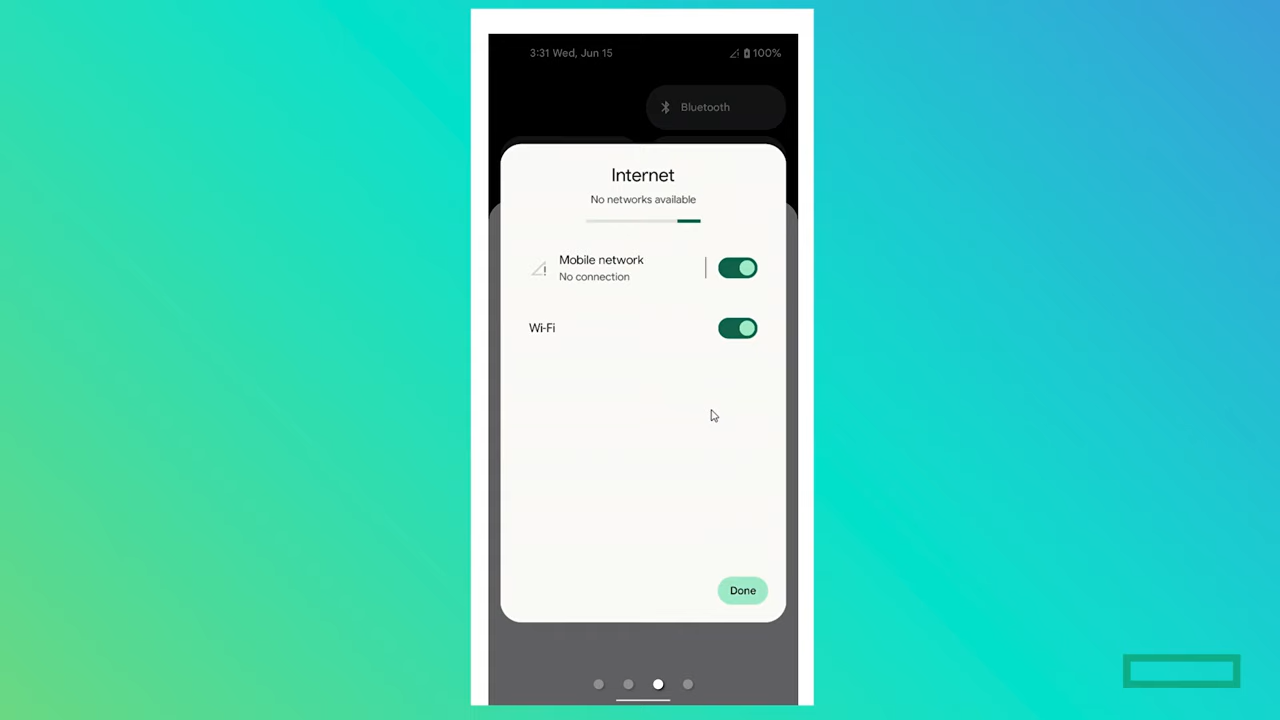 3:31 Wed, Jun 15
100%
Bluetooth
Internet
No networks available
Mobile network
No connection
Wi-Fi
Done